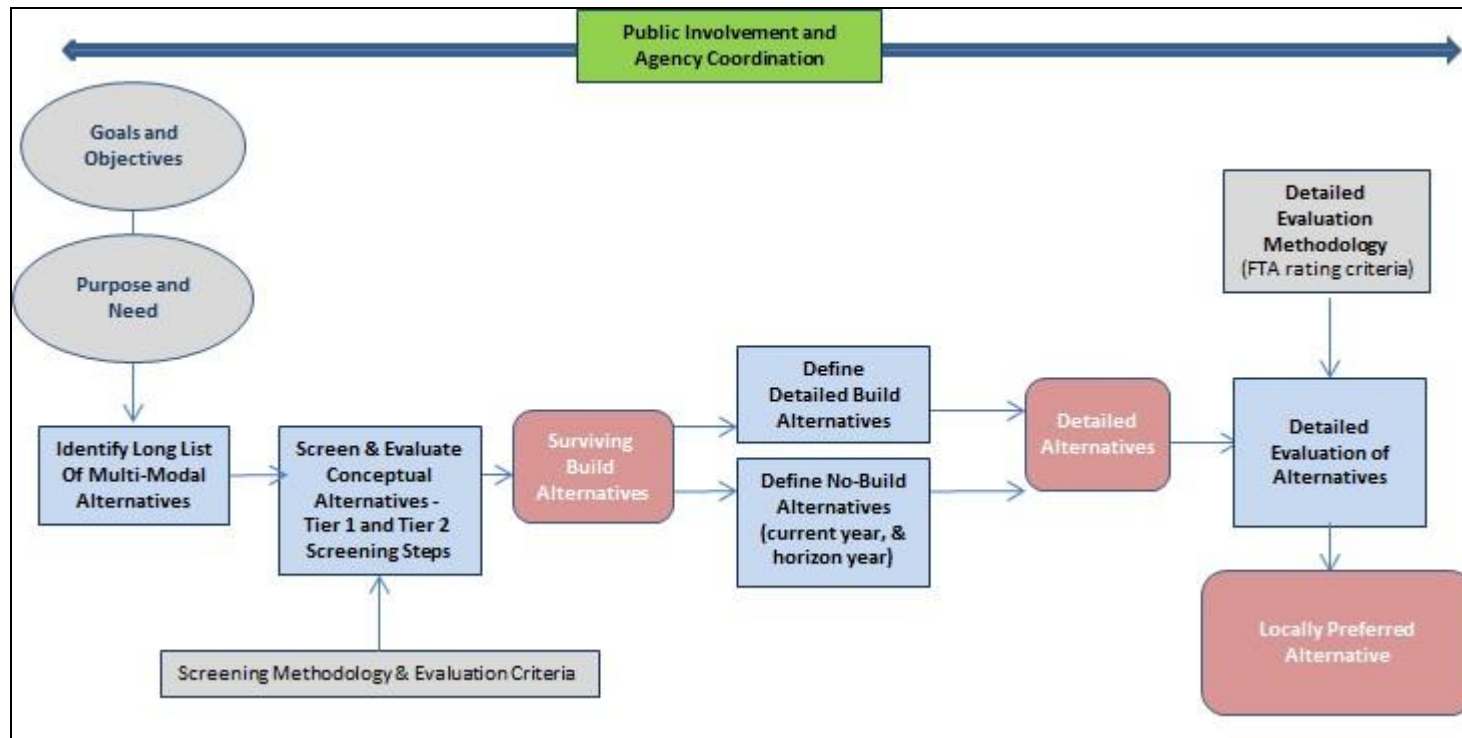 Public Involvement and
Agency Coordination
Goals and
Objectives
Purpose and
Need
Identify Long List
Of Multi-Modal
Alternatives
Screen & Evaluate
Conceptual
Alternatives -
Tier 1 and Tier 2
Screening Steps
Screening Methodology & Evaluation Criteria
Surviving
Build
Alternatives
Define
Detailed Build
Alternatives
Define No-Build
Alternatives
(current year, &
horizon year)
Detailed
Alternatives
Detailed
Evaluation
Methodology
(FTA rating criteria)
Detailed
Evaluation of
Alternatives
Locally Preferred
Alternative